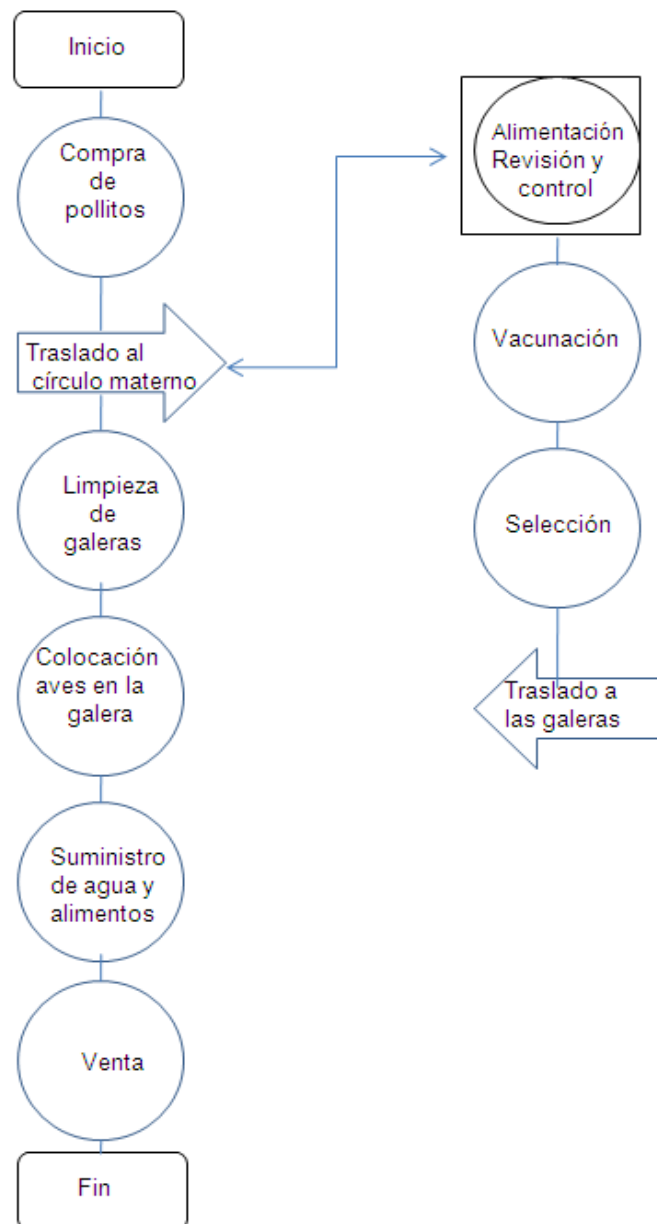 Inicio
Compra
de
pollitos
Traslado al
círculo materno
Limpieza
de
galeras
Colocación
aves en la
galera
Suministro
de agua y
alimentos
Venta
Fin
Alimentación
Revisión y
control
Vacunación
Selección
Traslado a
las galeras